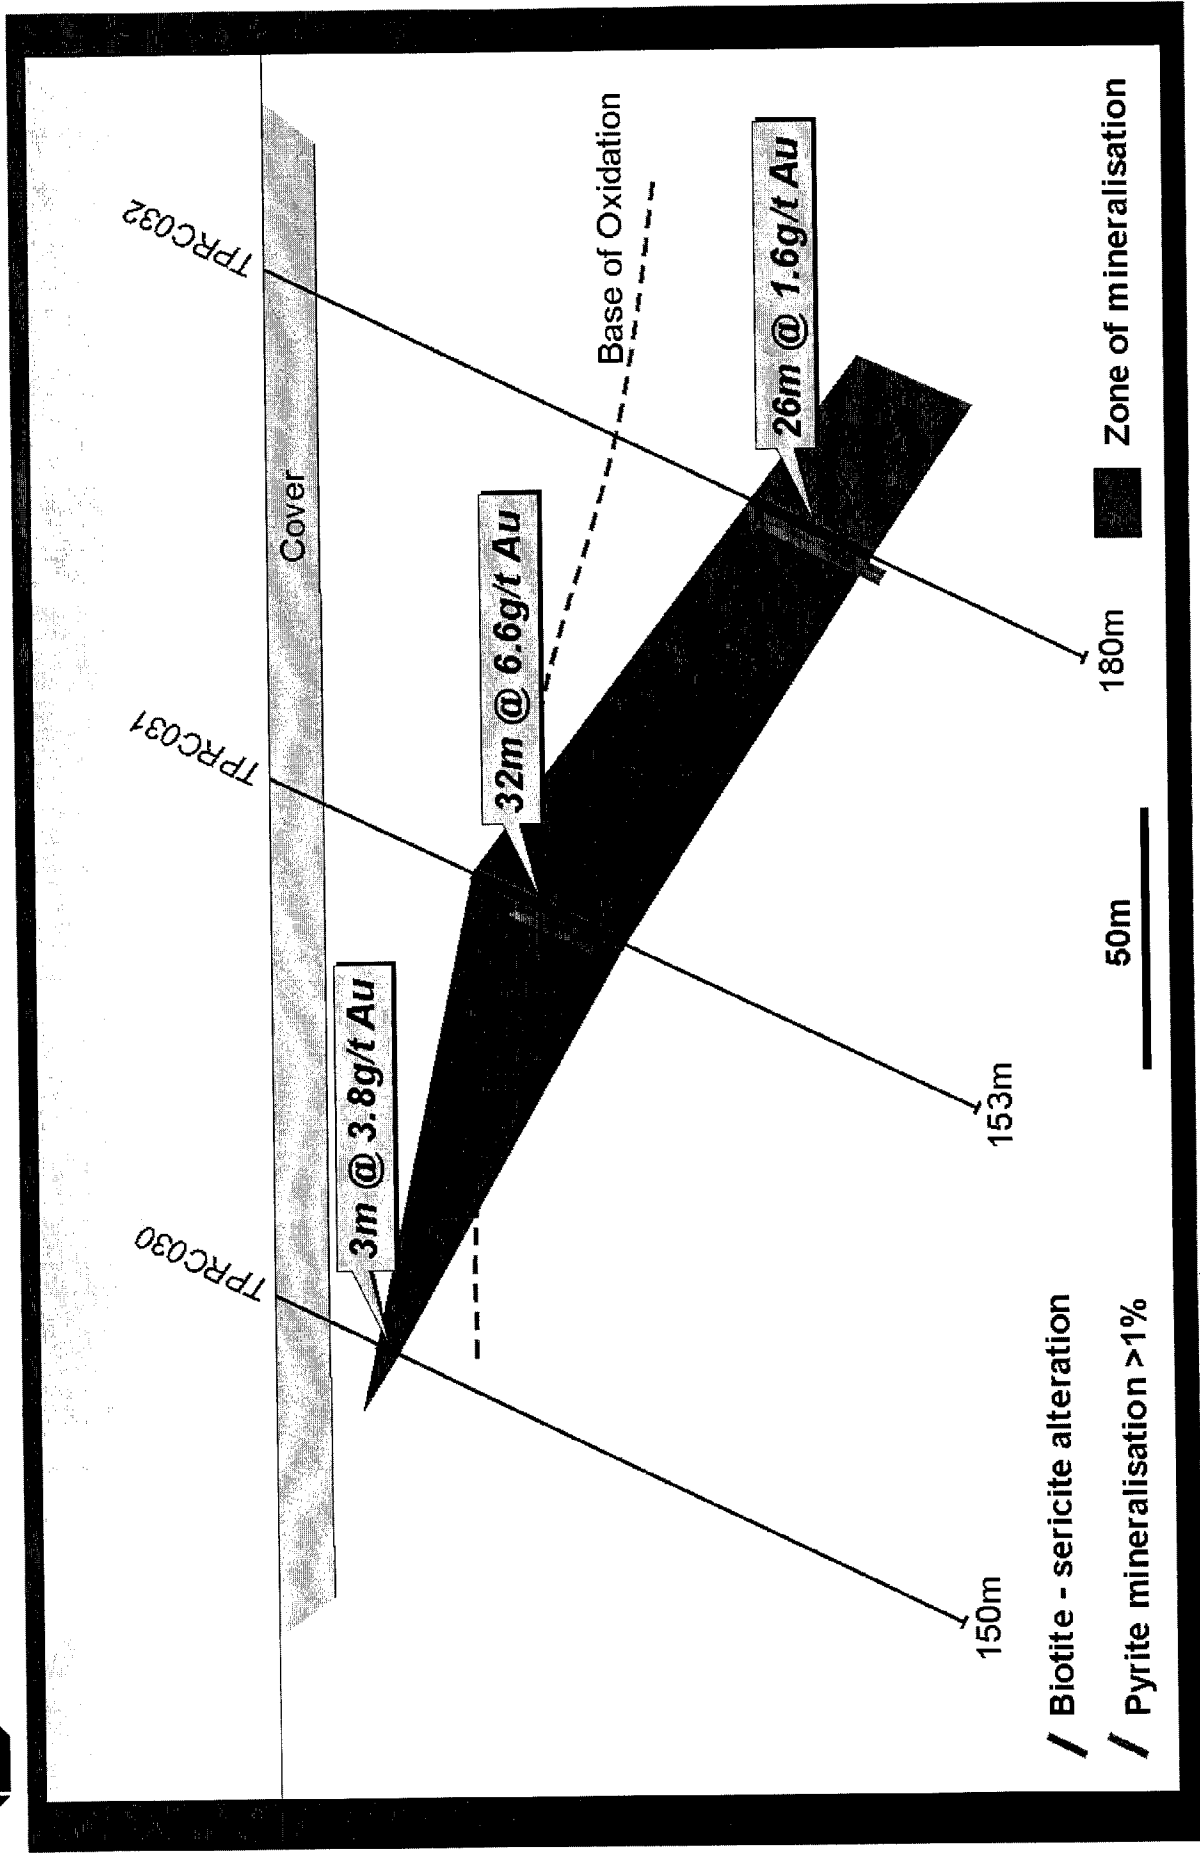 TPRC030
TPRC031
TPRC032
Cover
3m @ 3.8g/t Au
32m @ 6.6g/t Au
Base of Oxidation
26m @ 1.6g/t Au
150m
153m
180m
Biotite - sericite alteration
50m
Pyrite mineralisation >1%
Zone of mineralisation